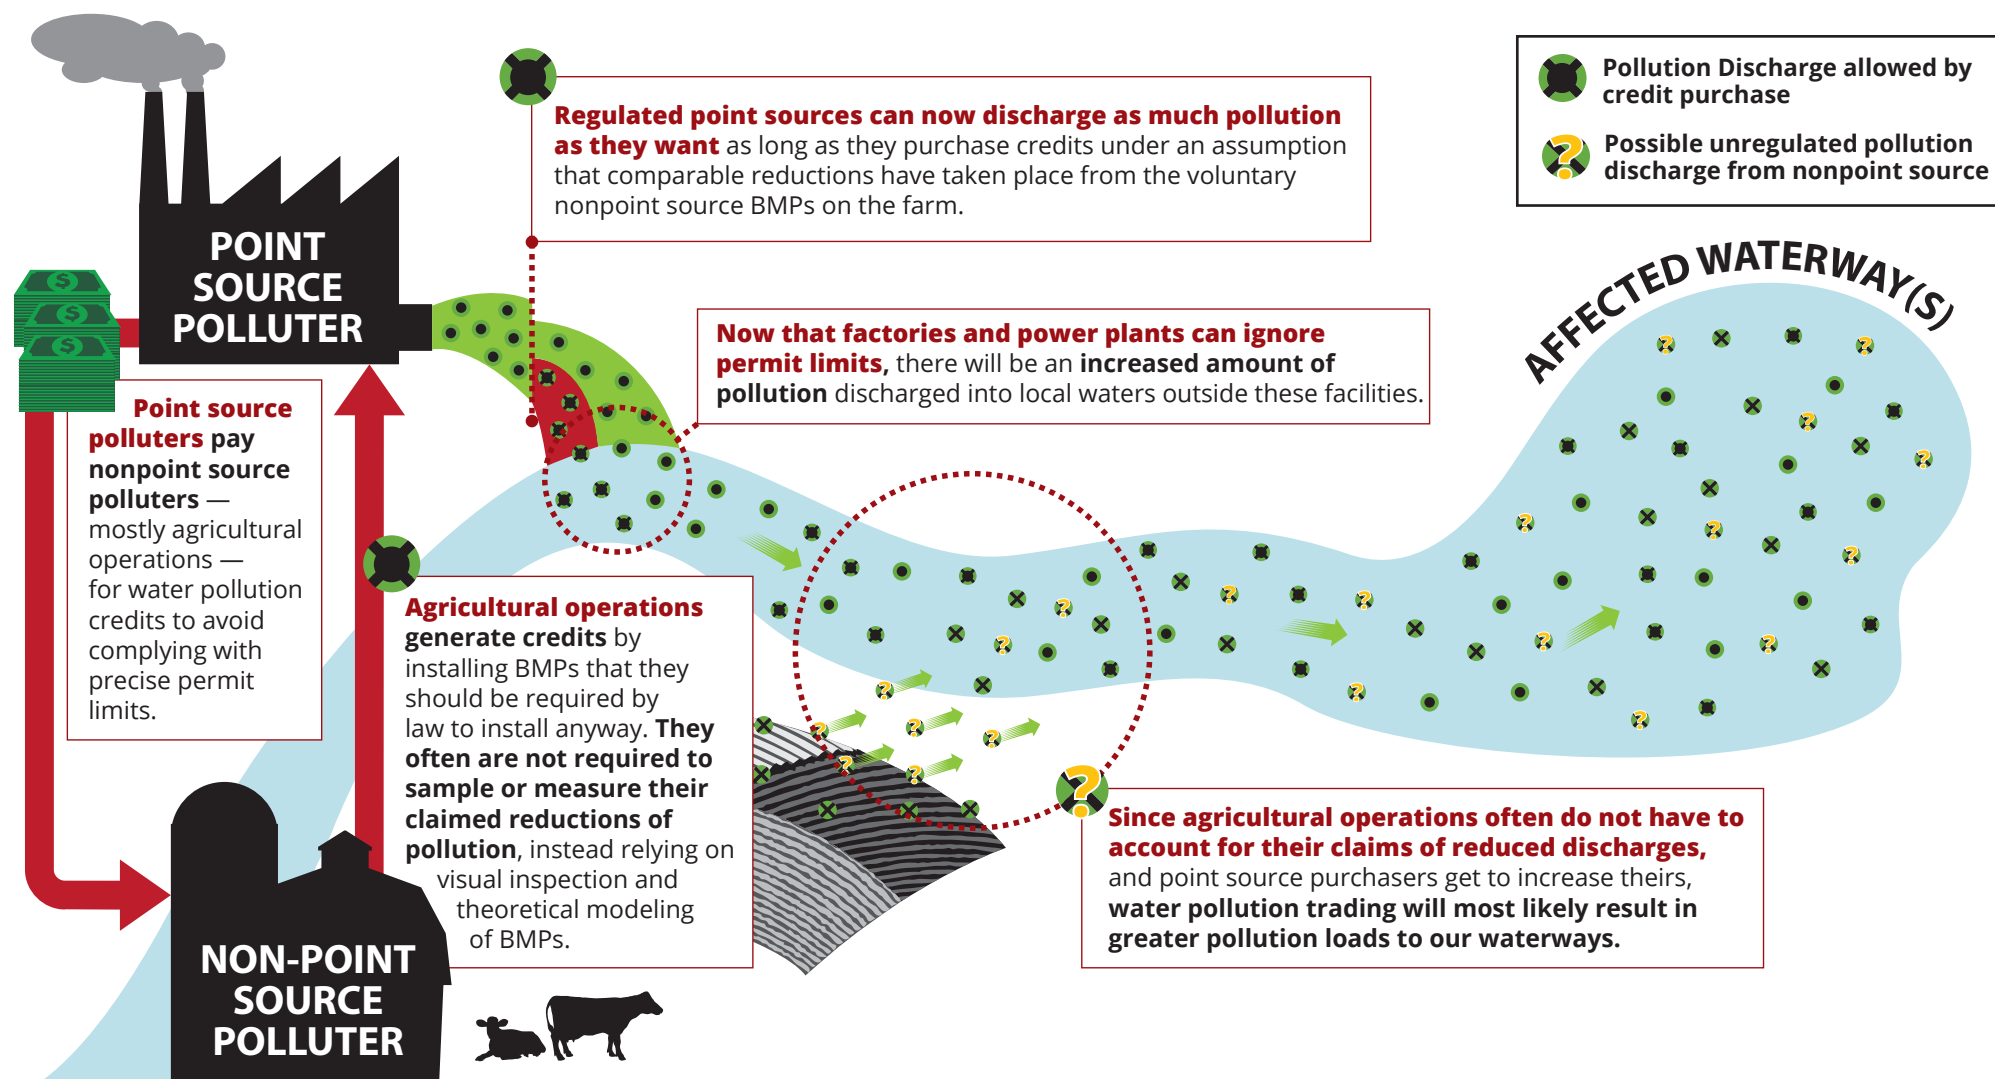 Pollution Discharge allowed by
credit purchase
Possible unregulated pollution
discharge from nonpoint source
Regulated point sources can now discharge as much pollution
as they want as long as they purchase credits under an assumption
that comparable reductions have taken place from the voluntary
nonpoint source BMPs on the farm.
POINT
SOURCE
POLLUTER
AFFECTED WATERWAY(S)
Now that factories and power plants can ignore
permit limits, there will be an increased amount of
pollution discharged into local waters outside these facilities.
Point source
polluters pay
nonpoint source
polluters —
mostly agricultural
operations —
for water pollution
credits to avoid
complying with
precise permit
limits.
Agricultural operations
generate credits by
installing BMPs that they
should be required by
law to install anyway. They
often are not required to
sample or measure their
claimed reductions of
pollution, instead relying on
visual inspection and
theoretical modeling
of BMPs.
Since agricultural operations often do not have to
account for their claims of reduced discharges,
and point source purchasers get to increase theirs,
water pollution trading will most likely result in
greater pollution loads to our waterways.
NON-POINT
SOURCE
POLLUTER